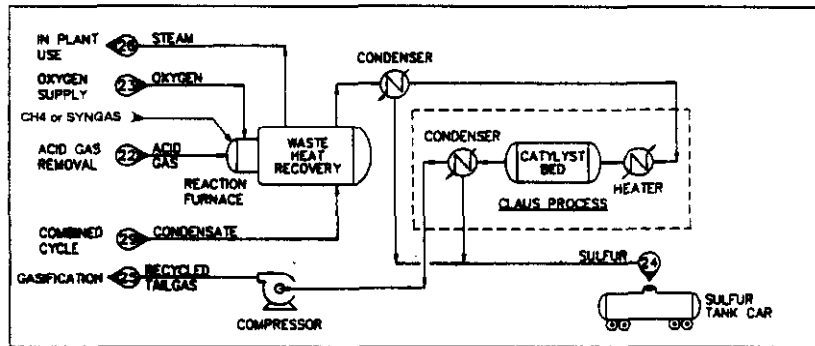 IN PLANT
USE
26
STEAM
OXYGEN
SUPPLY
23
OXYGEN
CH4 or SYNGAS
ACID GAS
REMOVAL
22
ACID
GAS
REACTION
FURNACE
WASTE
HEAT
RECOVERY
CONDENSER
CONDENSER
CATYLYST
BED
HEATER
CLAUS PROCESS
COMBINED
CYCLE
29
CONDENSATE
GASIFICATION
25
RECYCLED
TAILGAS
COMPRESSOR
SULFUR
24
SULFUR
TANK CAR